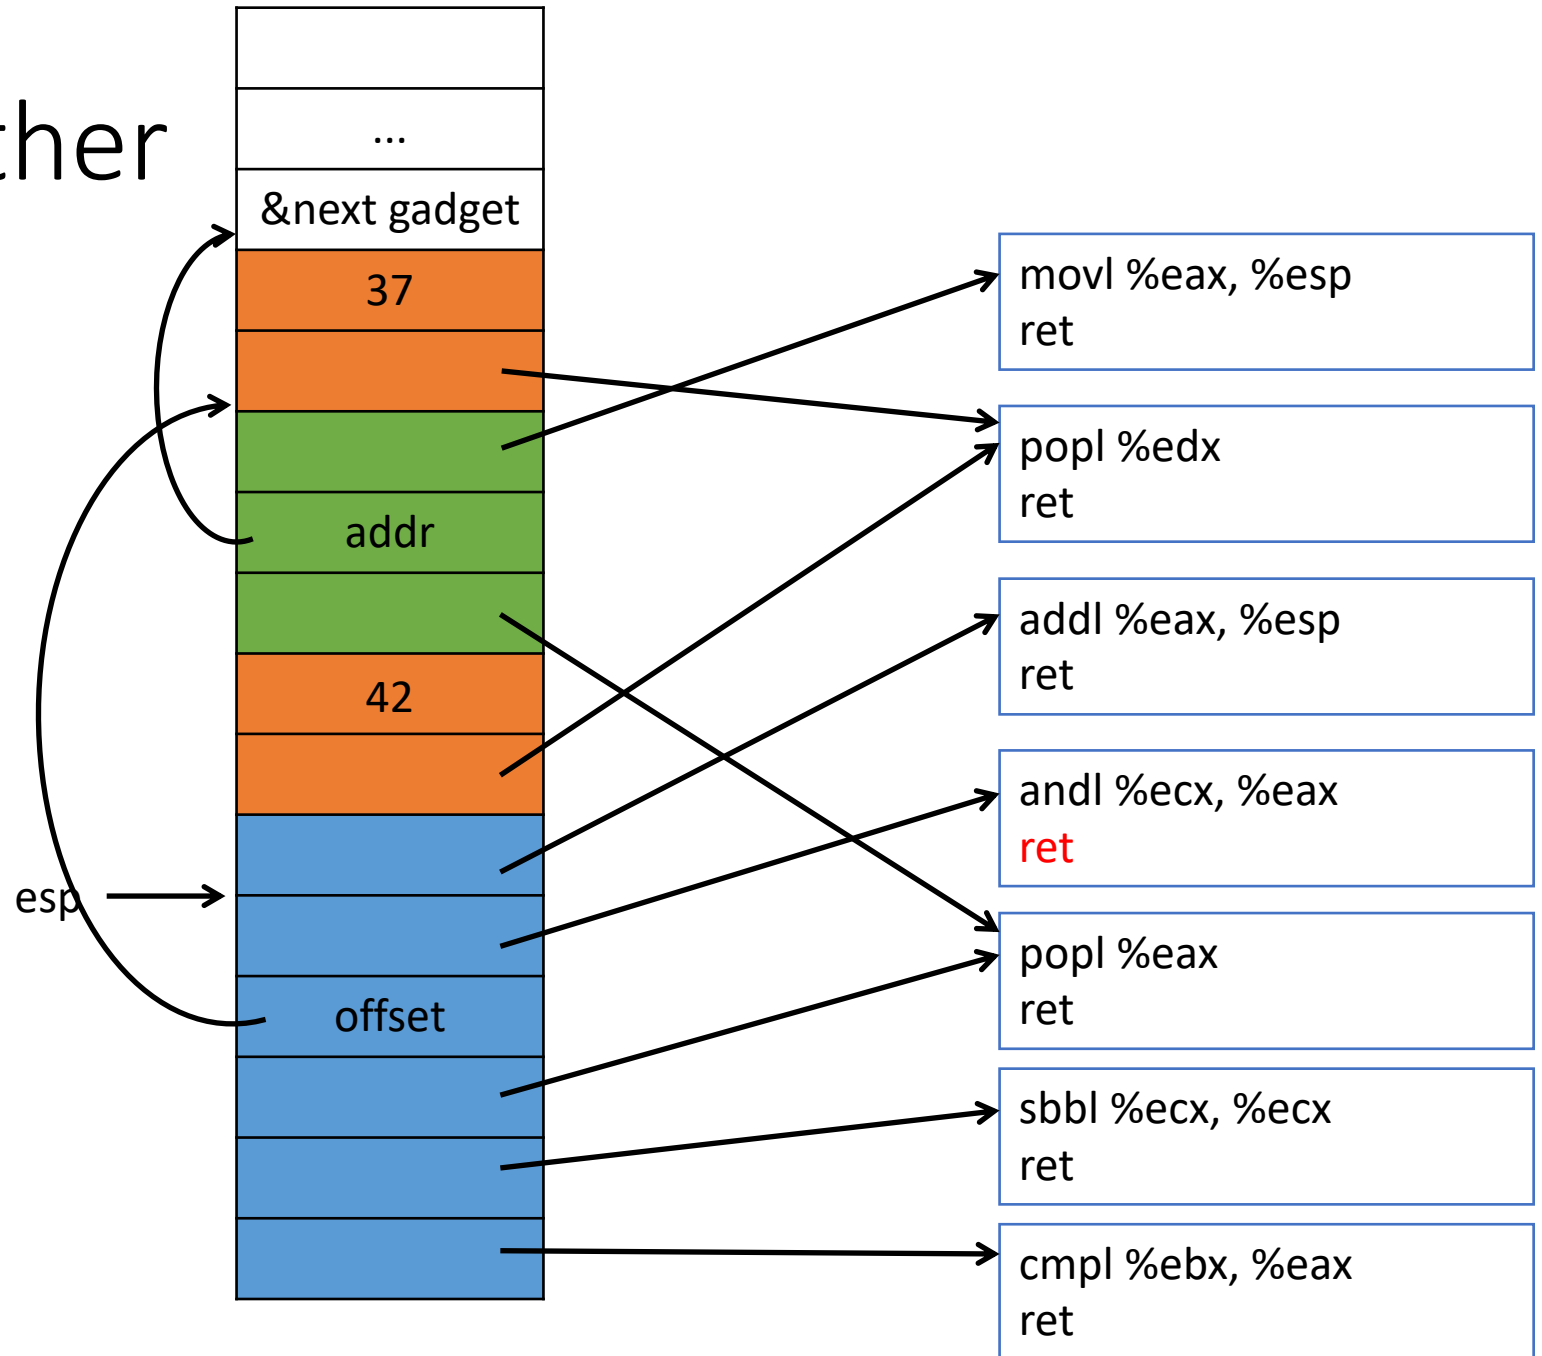 ther
...
&next gadget
37
addr
42
esp
offset
movl %eax, %esp
ret
popl %edx
ret
addl %eax, %esp
ret
andl %ecx, %eax
ret
popl %eax
ret
sbbl %ecx, %ecx
ret
cmpl %ebx, %eax
ret